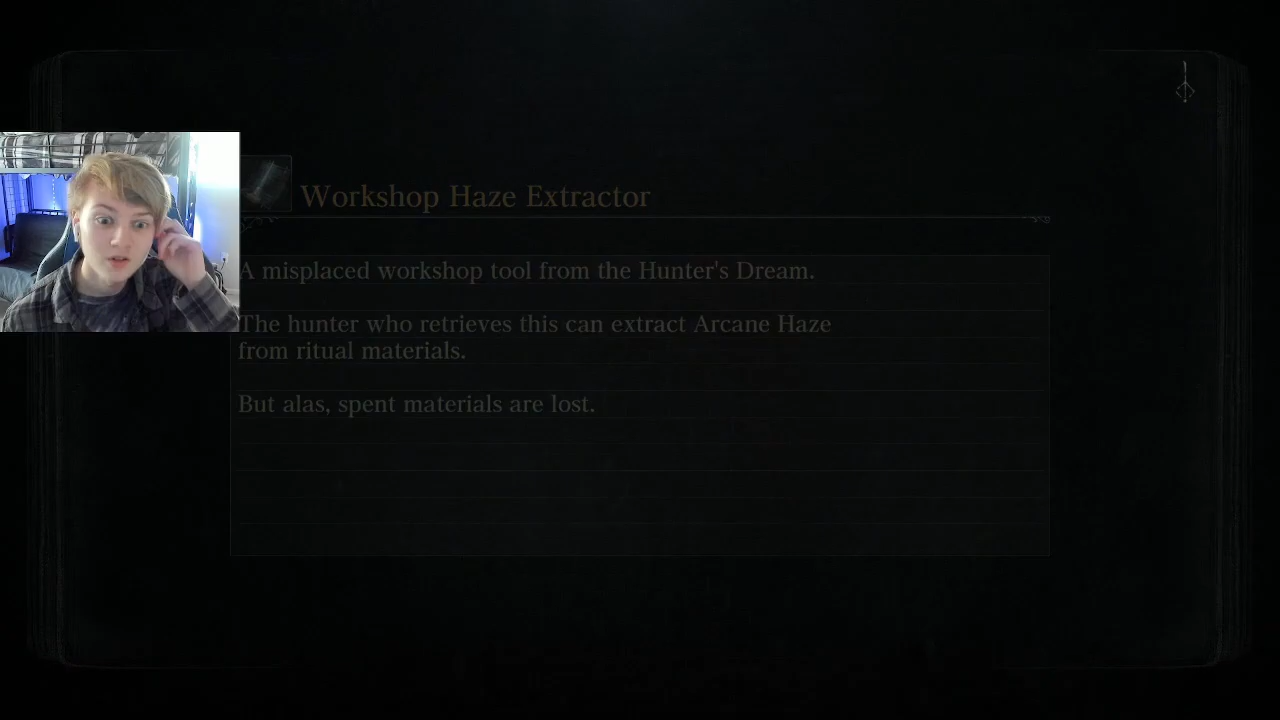 Workshop Haze Extractor
A misplaced workshop tool from the Hunter's Dream.
The hunter who retrieves this can extract Arcane Haze
from ritual materials.
But alas, spent materials are lost.